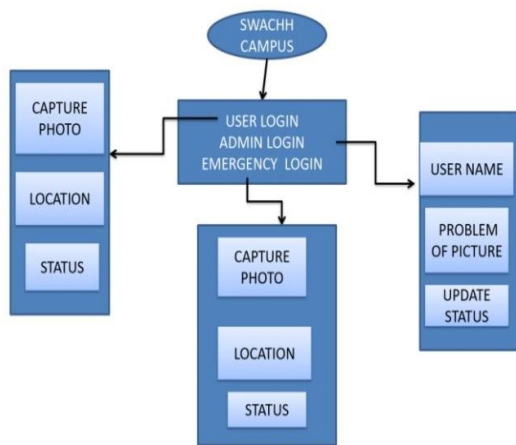 SWACHH
CAMPUS
USER LOGIN
ADMIN LOGIN
EMERGENCY LOGIN
CAPTURE
PHOTO
LOCATION
STATUS
CAPTURE
PHOTO
LOCATION
STATUS
USER NAME
PROBLEM
OF PICTURE
UPDATE
STATUS